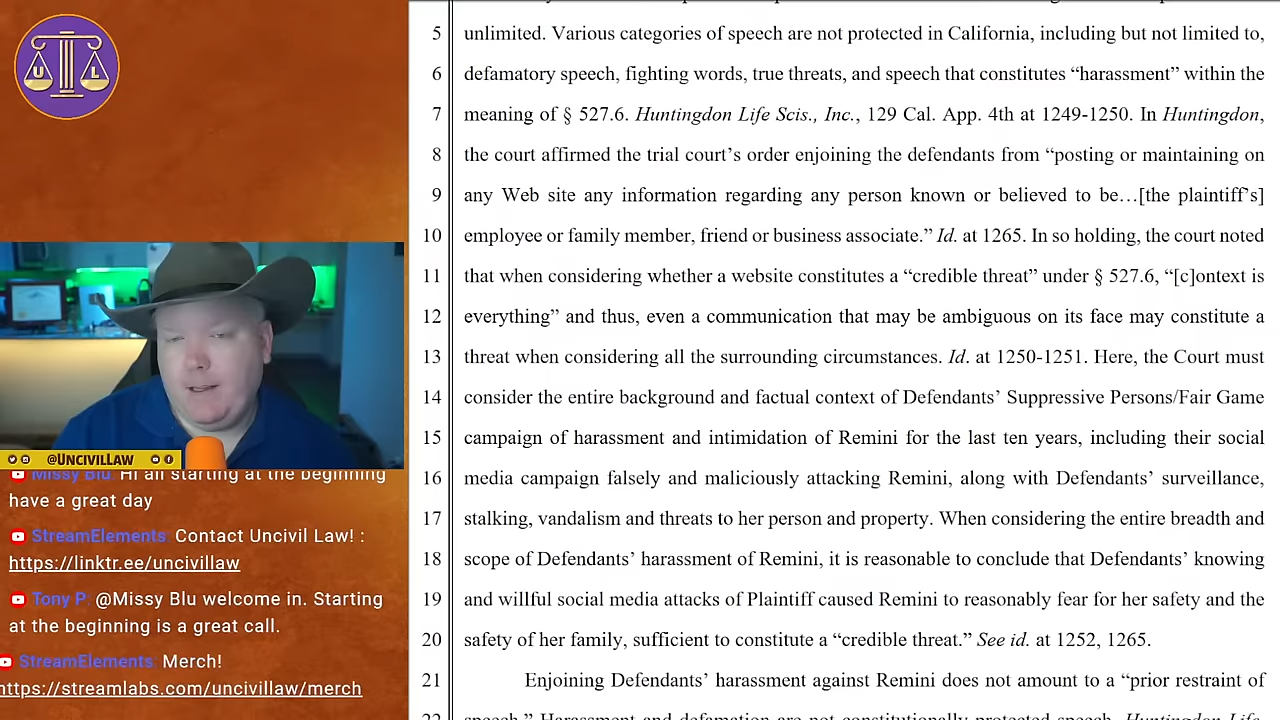 U L
@UNCIVILLAW
Missy Blu: Hi all starting at the beginning
have a great day
StreamElements: Contact Uncivil Law! :
https://linktr.ee/uncivillaw
Tony P: @Missy Blu welcome in. Starting
at the beginning is a great call.
StreamElements: Merch!
https://streamlabs.com/uncivillaw/merch
5 unlimited. Various categories of speech are not protected in California, including but not limited to,
6 defamatory speech, fighting words, true threats, and speech that constitutes “harassment” within the
7 meaning of § 527.6. Huntingdon Life Scis., Inc., 129 Cal. App. 4th at 1249-1250. In Huntingdon,
8 the court affirmed the trial court’s order enjoining the defendants from “posting or maintaining on
9 any Web site any information regarding any person known or believed to be…[the plaintiff’s]
10 employee or family member, friend or business associate.” Id. at 1265. In so holding, the court noted
11 that when considering whether a website constitutes a “credible threat” under § 527.6, “[c]ontext is
12 everything” and thus, even a communication that may be ambiguous on its face may constitute a
13 threat when considering all the surrounding circumstances. Id. at 1250-1251. Here, the Court must
14 consider the entire background and factual context of Defendants’ Suppressive Persons/Fair Game
15 campaign of harassment and intimidation of Remini for the last ten years, including their social
16 media campaign falsely and maliciously attacking Remini, along with Defendants’ surveillance,
17 stalking, vandalism and threats to her person and property. When considering the entire breadth and
18 scope of Defendants’ harassment of Remini, it is reasonable to conclude that Defendants’ knowing
19 and willful social media attacks of Plaintiff caused Remini to reasonably fear for her safety and the
20 safety of her family, sufficient to constitute a “credible threat.” See id. at 1252, 1265.
21 Enjoining Defendants’ harassment against Remini does not amount to a “prior restraint of
22 speech.” Harassment and defamation are not constitutionally protected speech. Huntingdon Life